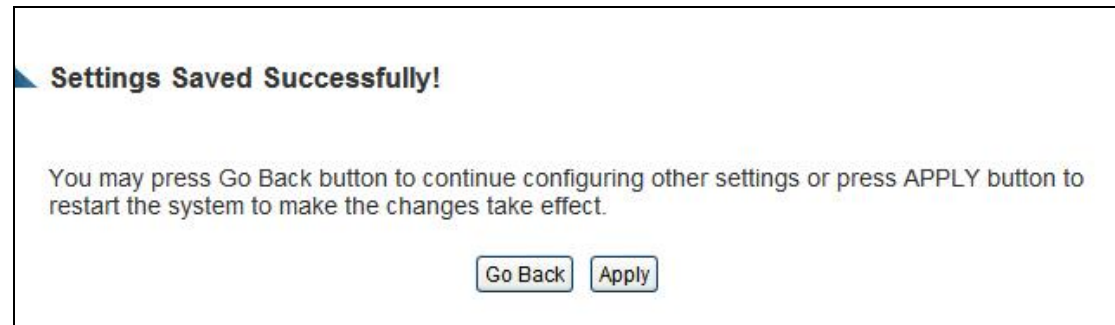 Settings Saved Successfully!
You may press Go Back button to continue configuring other settings or press APPLY button to
restart the system to make the changes take effect.
Go Back Apply